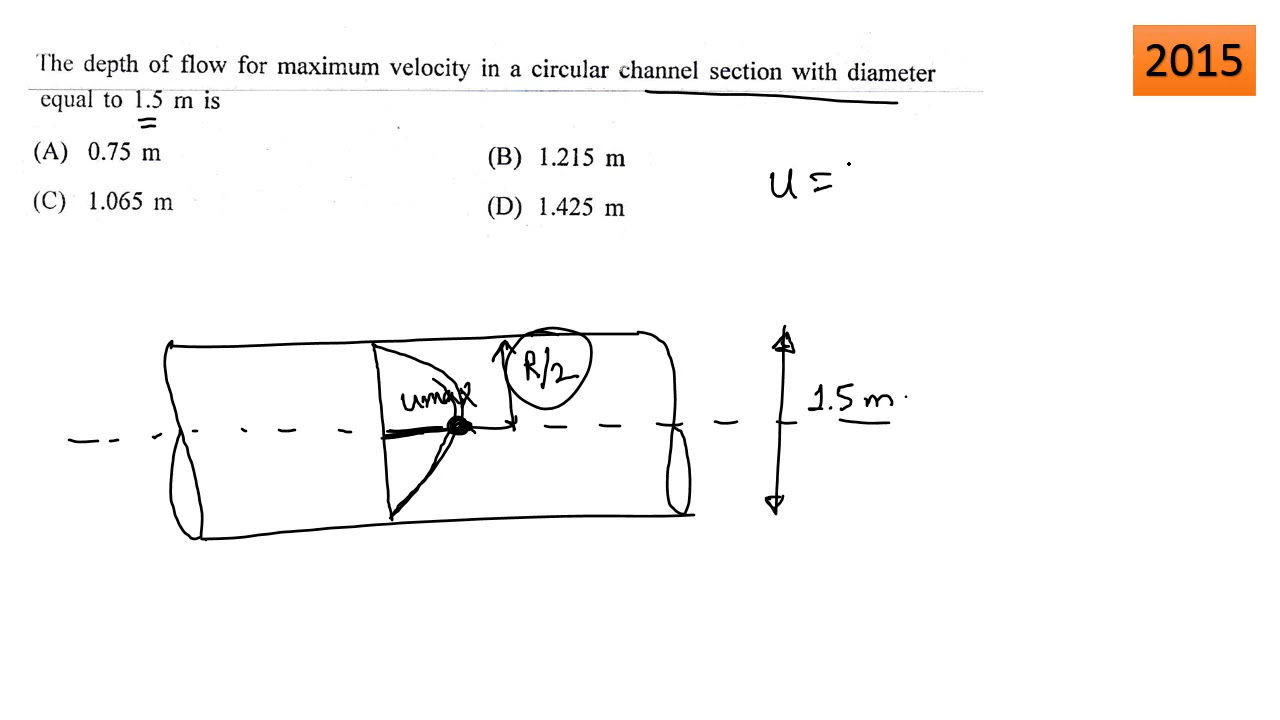 2015
The depth of flow for maximum velocity in a circular channel section with diameter
equal to 1.5 m is
(A) 0.75 m
(B) 1.215 m
(C) 1.065 m
(D) 1.425 m
u =
umax
R/2
1.5 m